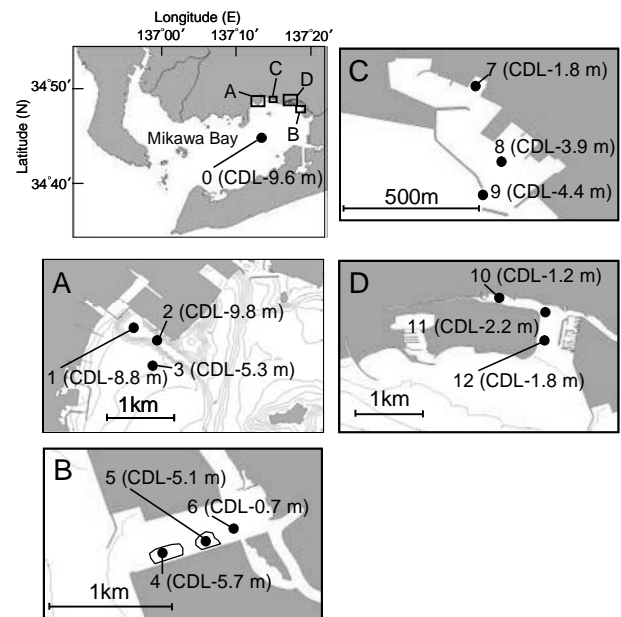 Longitude (E)
137°00' 137°10' 137°20'
Latitude (N)
34°50'
34°40'
A
C
D
B
Mikawa Bay
0 (CDL-9.6 m)
C
7 (CDL-1.8 m)
8 (CDL-3.9 m)
9 (CDL-4.4 m)
500m
A
2 (CDL-9.8 m)
1 (CDL-8.8 m)
3 (CDL-5.3 m)
1km
D
10 (CDL-1.2 m)
11 (CDL-2.2 m)
12 (CDL-1.8 m)
1km
B
5 (CDL-5.1 m)
6 (CDL-0.7 m)
4 (CDL-5.7 m)
1km